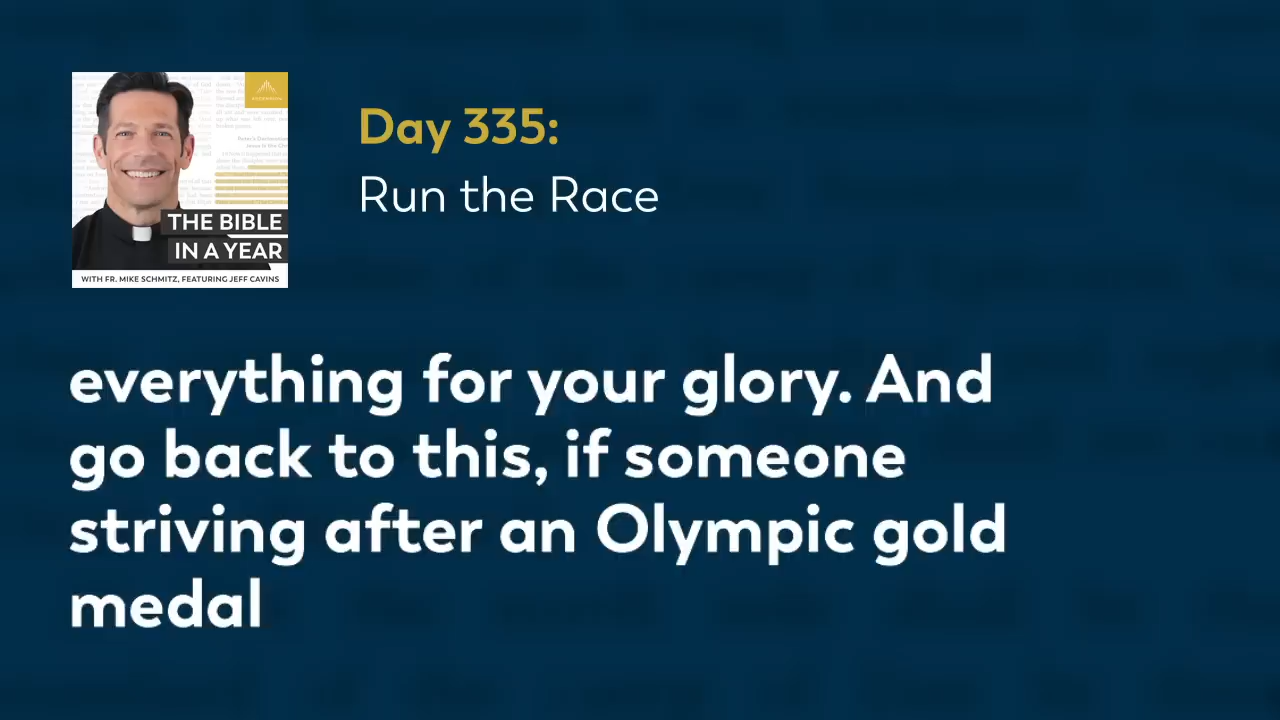 Day 335:
Run the Race
THE BIBLE
IN A YEAR
WITH FR. MIKE SCHMITZ, FEATURING JEFF CAVINS
everything for your glory. And
go back to this, if someone
striving after an Olympic gold
medal